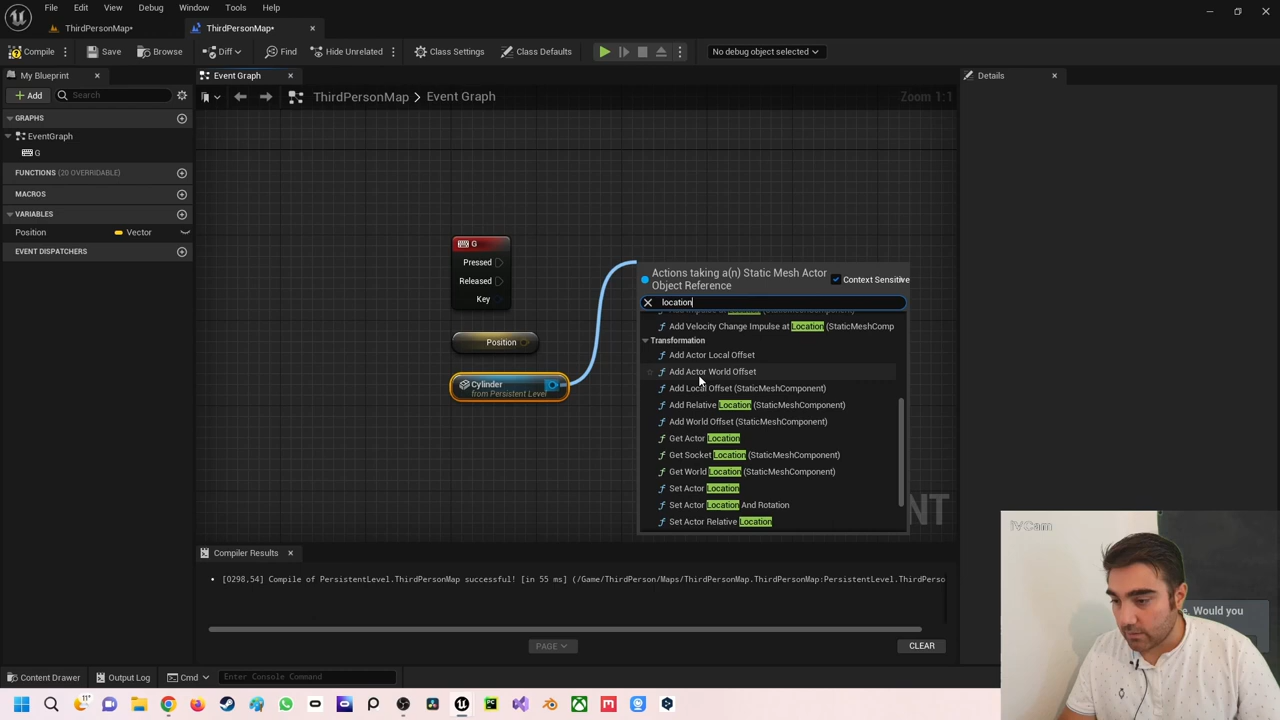 File Edit View Debug Window Tools Help
ThirdPersonMap*
ThirdPersonMap*
Compile Save Browse Diff Find Hide Unrelated Class Settings Class Defaults No debug object selected
My Blueprint Event Graph Details
Add Search ThirdPersonMap > Event Graph Zoom 1:1
GRAPHS
EventGraph
G
FUNCTIONS (20 OVERRIDABLE)
MACROS
VARIABLES
Position Vector
EVENT DISPATCHERS
G
Pressed
Released
Key
Position
Cylinder
from Persistent Level
Actions taking a(n) Static Mesh Actor
Object Reference
Context Sensitive
location
Add Velocity Change Impulse at Location (StaticMeshComp
Transformation
Add Actor Local Offset
Add Actor World Offset
Add Local Offset (StaticMeshComponent)
Add Relative Location (StaticMeshComponent)
Add World Offset (StaticMeshComponent)
Get Actor Location
Get Socket Location (StaticMeshComponent)
Get World Location (StaticMeshComponent)
Set Actor Location
Set Actor Location And Rotation
Set Actor Relative Location
Compiler Results
[0298,54] Compile of PersistentLevel.ThirdPersonMap successful! [in 55 ms] (/Game/ThirdPerson/Maps/ThirdPersonMap.ThirdPersonMap:PersistentLevel.ThirdPerso
PAGE CLEAR
Content Drawer Output Log Cmd Enter Console Command
iVCam
Would you